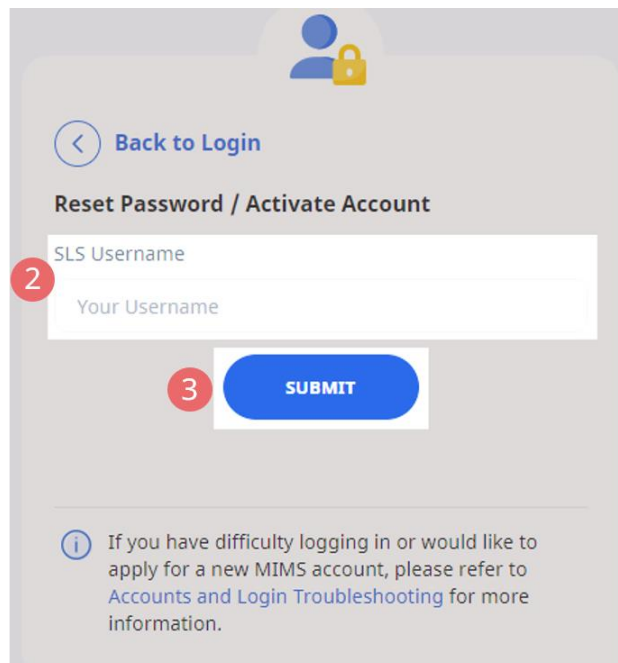 Back to Login
Reset Password / Activate Account
SLS Username
2
Your Username
3
SUBMIT
If you have difficulty logging in or would like to
apply for a new MIMS account, please refer to
Accounts and Login Troubleshooting for more
information.